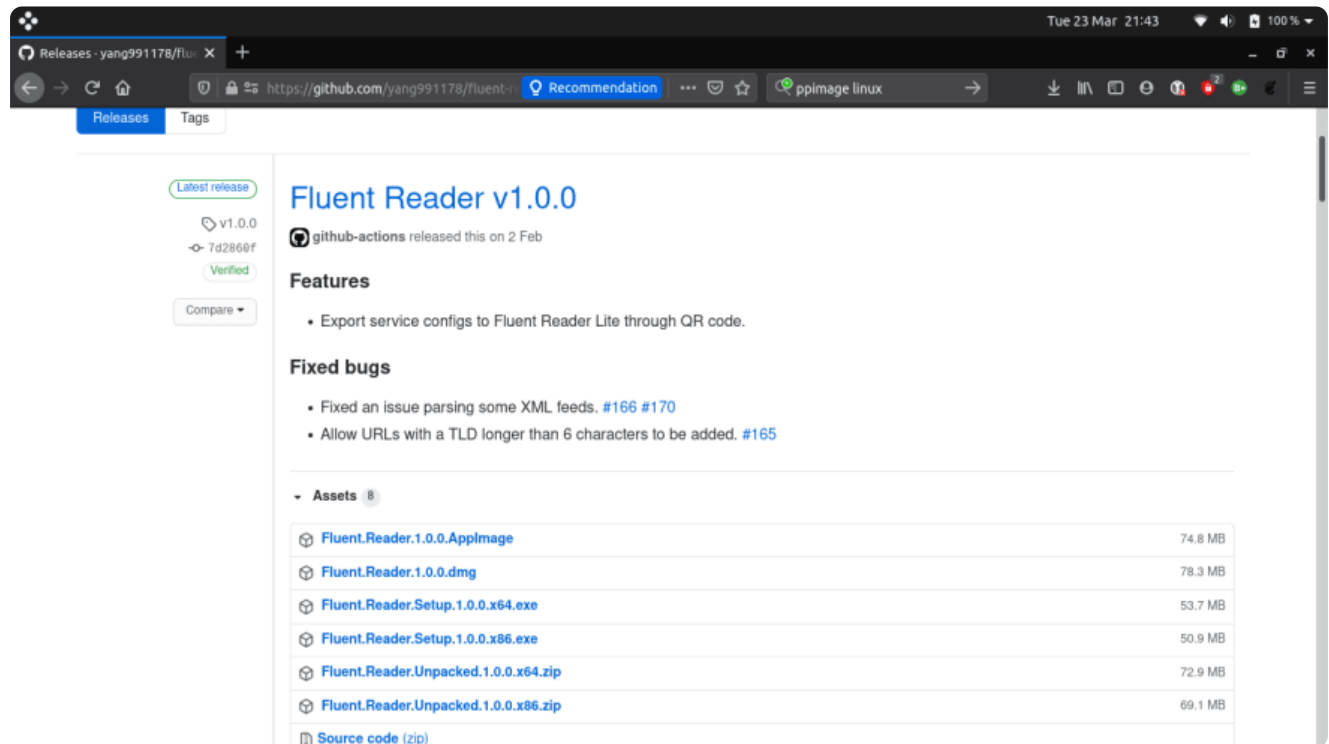 Tue 23 Mar 21:43
100 %
Releases · yang991178/flue
https://github.com/yang991178/fluent-r
Recommendation
ppimage linux
2
Releases
Tags
Latest release
v1.0.0
7d2860f
Verified
Compare
Fluent Reader v1.0.0
github-actions released this on 2 Feb
Features
• Export service configs to Fluent Reader Lite through QR code.
Fixed bugs
• Fixed an issue parsing some XML feeds. #166 #170
• Allow URLs with a TLD longer than 6 characters to be added. #165
Assets 8
Fluent.Reader.1.0.0.AppImage 74.8 MB
Fluent.Reader.1.0.0.dmg 78.3 MB
Fluent.Reader.Setup.1.0.0.x64.exe 53.7 MB
Fluent.Reader.Setup.1.0.0.x86.exe 50.9 MB
Fluent.Reader.Unpacked.1.0.0.x64.zip 72.9 MB
Fluent.Reader.Unpacked.1.0.0.x86.zip 69.1 MB
Source code (zip)